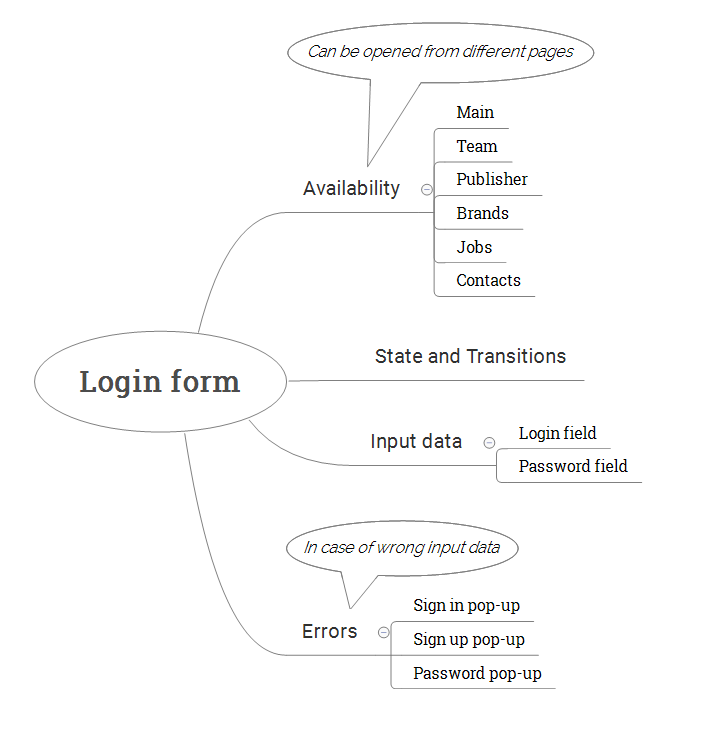 Can be opened from different pages
Main
Team
Publisher
Availability
Brands
Jobs
Contacts
State and Transitions
Login form
Input data
Login field
Password field
In case of wrong input data
Sign in pop-up
Errors
Sign up pop-up
Password pop-up